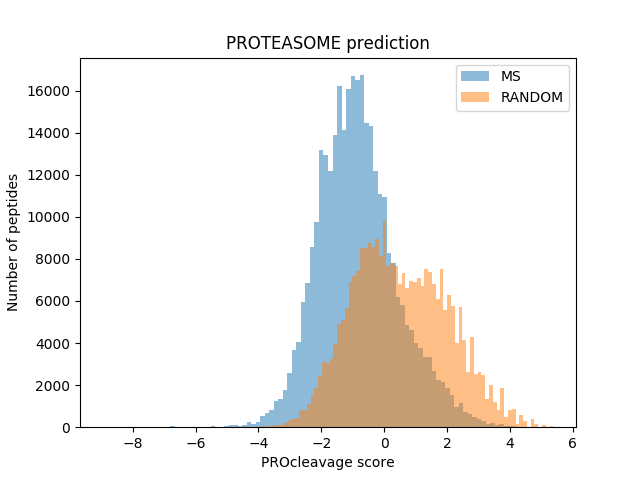 PROTEASOME prediction
MS
RANDOM
Number of peptides
16000
14000
12000
10000
8000
6000
4000
2000
0
−8 −6 −4 −2 0 2 4 6
PROcleavage score